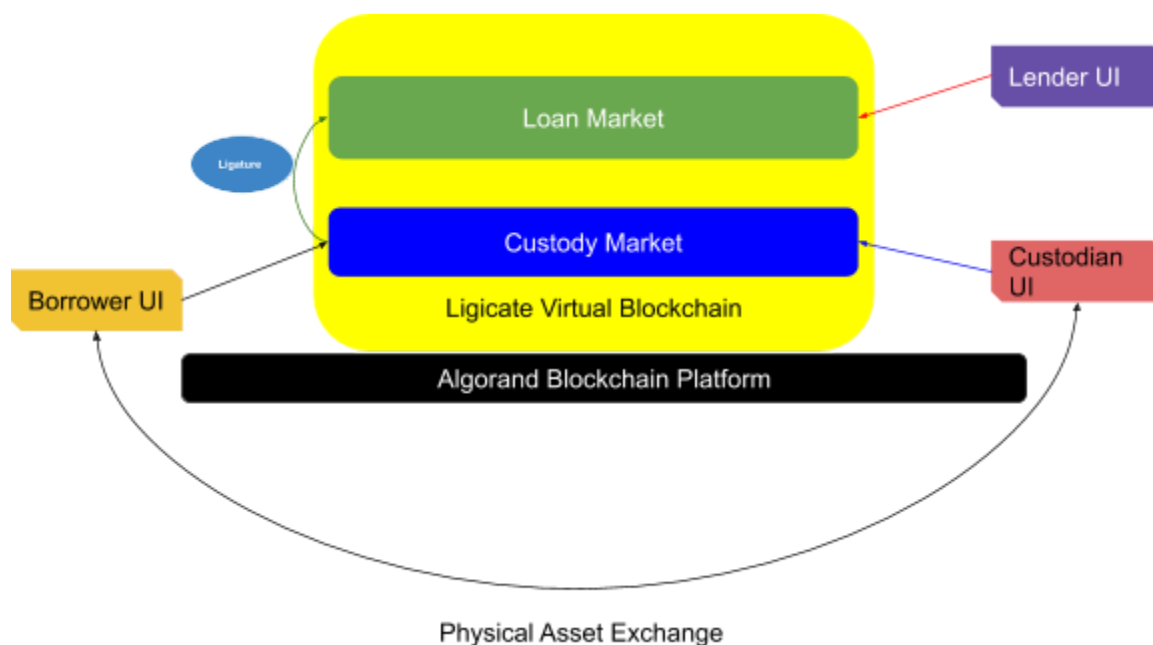 Lender UI
Loan Market
Ligature
Custody Market
Custodian
UI
Borrower UI
Ligicate Virtual Blockchain
Algorand Blockchain Platform
Physical Asset Exchange